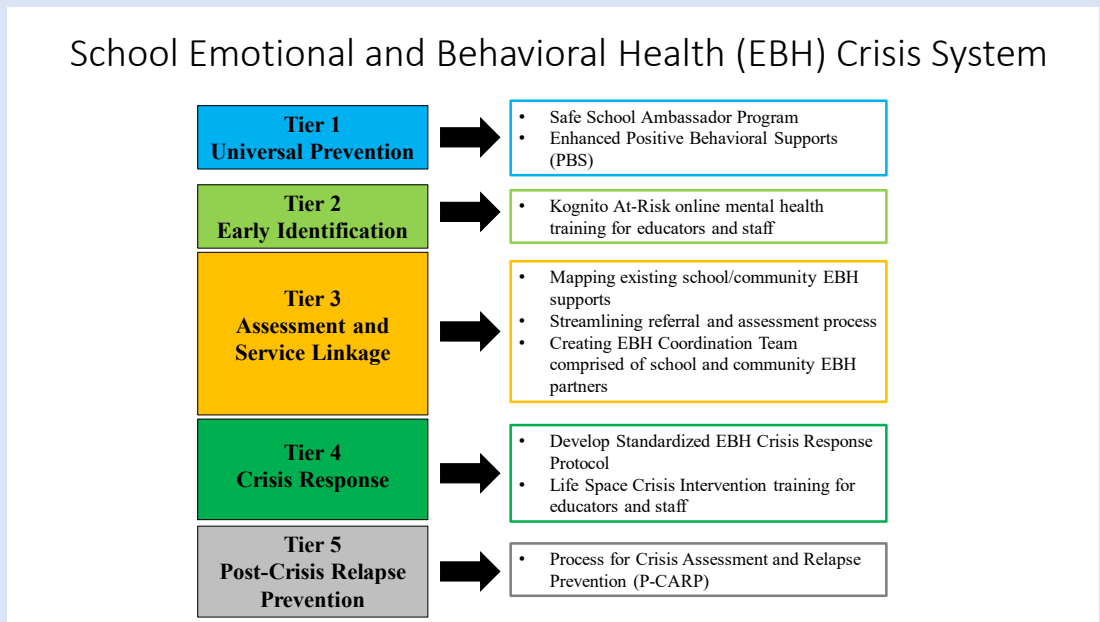 School Emotional and Behavioral Health (EBH) Crisis System
Tier 1
Universal Prevention
• Safe School Ambassador Program
• Enhanced Positive Behavioral Supports
(PBS)
Tier 2
Early Identification
• Kognito At-Risk online mental health
training for educators and staff
Tier 3
Assessment and
Service Linkage
• Mapping existing school/community EBH
supports
• Streamlining referral and assessment process
• Creating EBH Coordination Team
comprised of school and community EBH
partners
Tier 4
Crisis Response
• Develop Standardized EBH Crisis Response
Protocol
• Life Space Crisis Intervention training for
educators and staff
Tier 5
Post-Crisis Relapse
Prevention
• Process for Crisis Assessment and Relapse
Prevention (P-CARP)